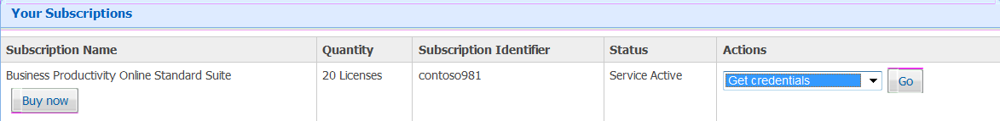 Your Subscriptions
Subscription Name Quantity Subscription Identifier Status Actions
Business Productivity Online Standard Suite 20 Licenses contoso981 Service Active Get credentials Go
Buy now